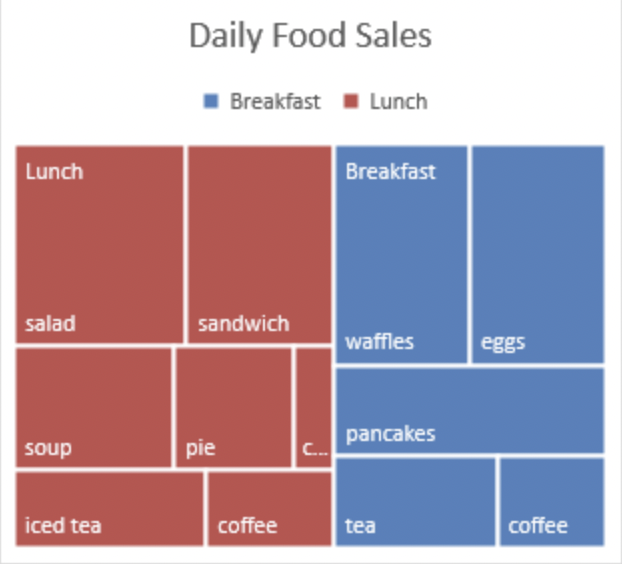 Daily Food Sales
Breakfast Lunch
Lunch
salad
sandwich
Breakfast
waffles
eggs
soup
pie
c...
pancakes
iced tea
coffee
tea
coffee